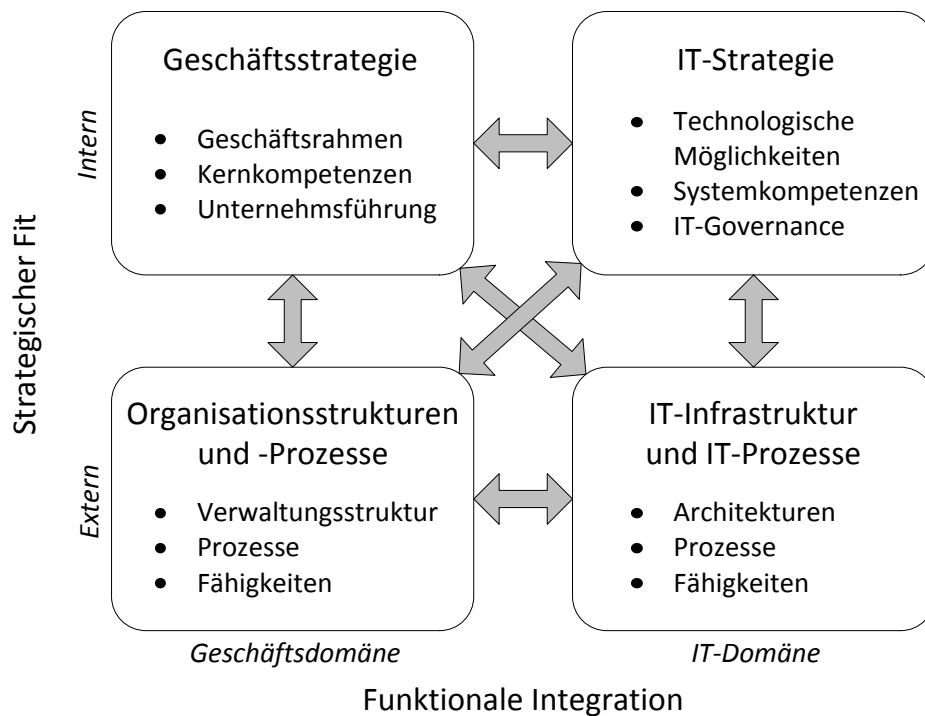 Geschäftsstrategie
• Geschäftsrahmen
• Kernkompetenzen
• Unternehmsführung
IT-Strategie
• Technologische
Möglichkeiten
• Systemkompetenzen
• IT-Governance
Intern
Strategischer Fit
Extern
Organisationsstrukturen
und -Prozesse
• Verwaltungsstruktur
• Prozesse
• Fähigkeiten
IT-Infrastruktur
und IT-Prozesse
• Architekturen
• Prozesse
• Fähigkeiten
Geschäftsdomäne
IT-Domäne
Funktionale Integration